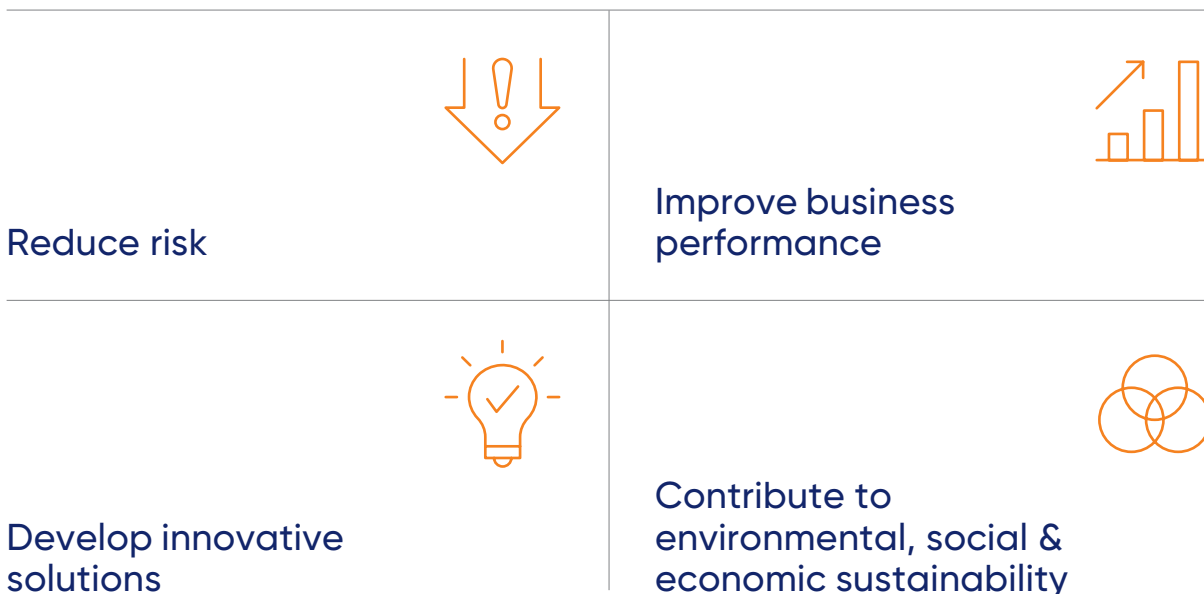 Reduce risk
Improve business
performance
Develop innovative
solutions
Contribute to
environmental, social &
economic sustainability